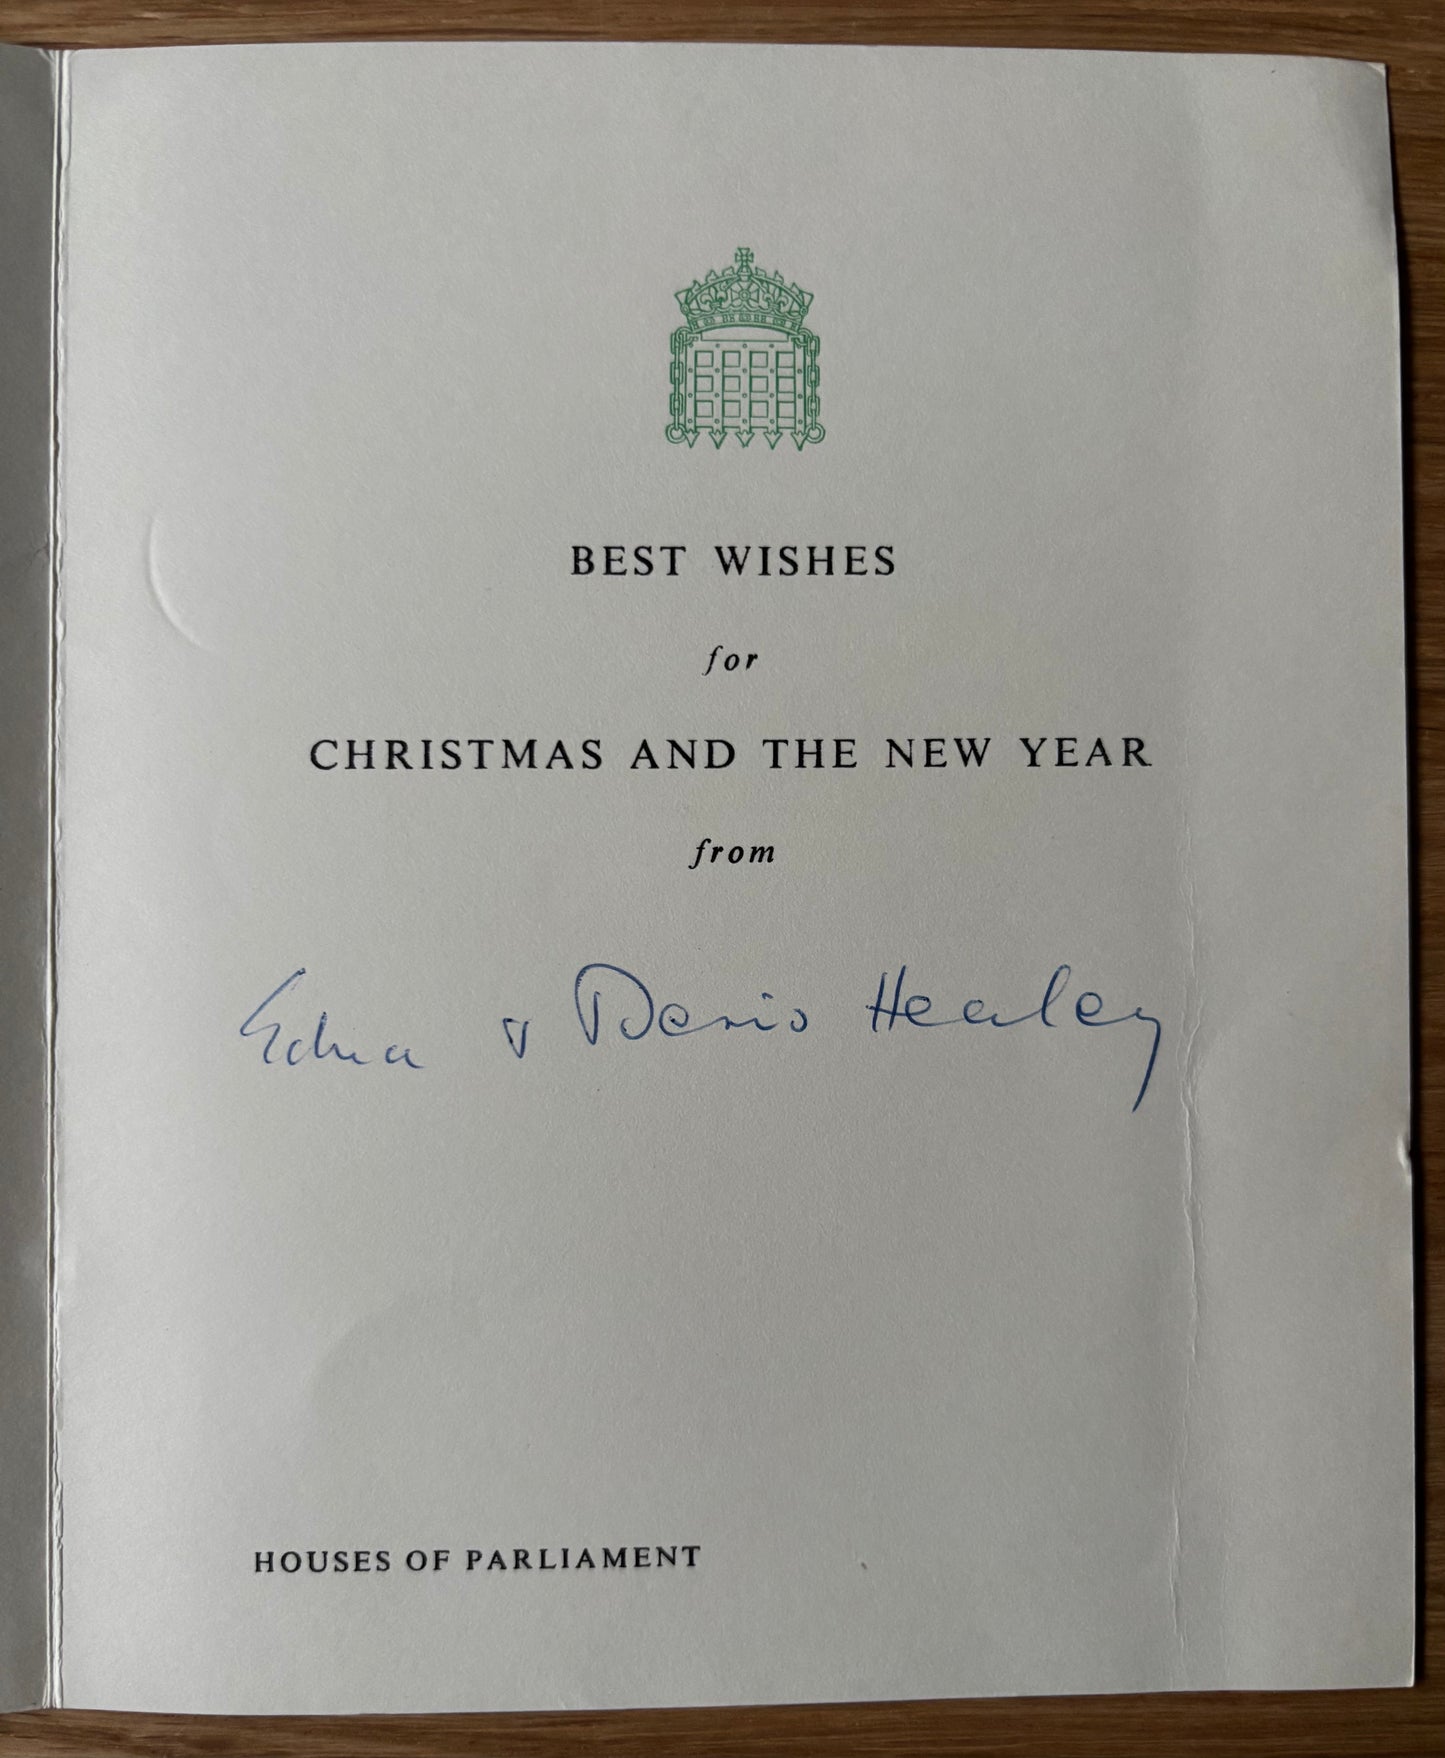 BEST WISHES
for
CHRISTMAS AND THE NEW YEAR
from
Edna & Denis Healey
HOUSES OF PARLIAMENT